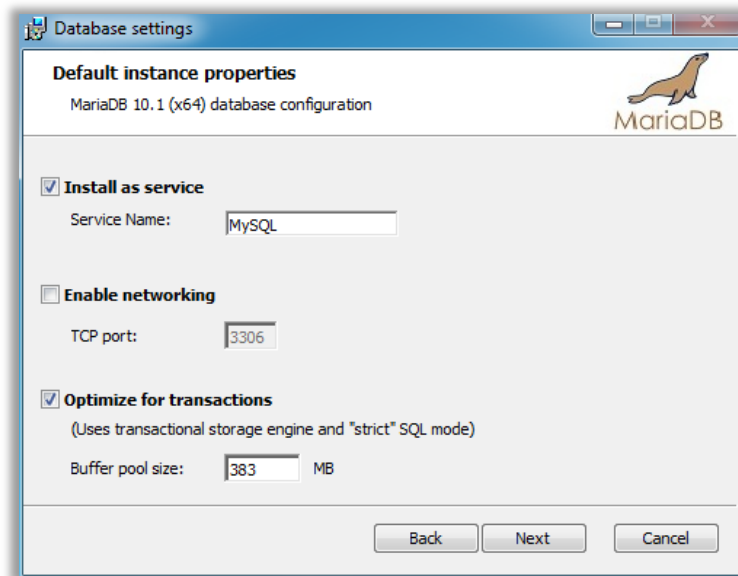 Database settings
Default instance properties
MariaDB 10.1 (x64) database configuration
MariaDB
Install as service
Service Name: MySQL
Enable networking
TCP port: 3306
Optimize for transactions
(Uses transactional storage engine and "strict" SQL mode)
Buffer pool size: 383 MB
Back Next Cancel